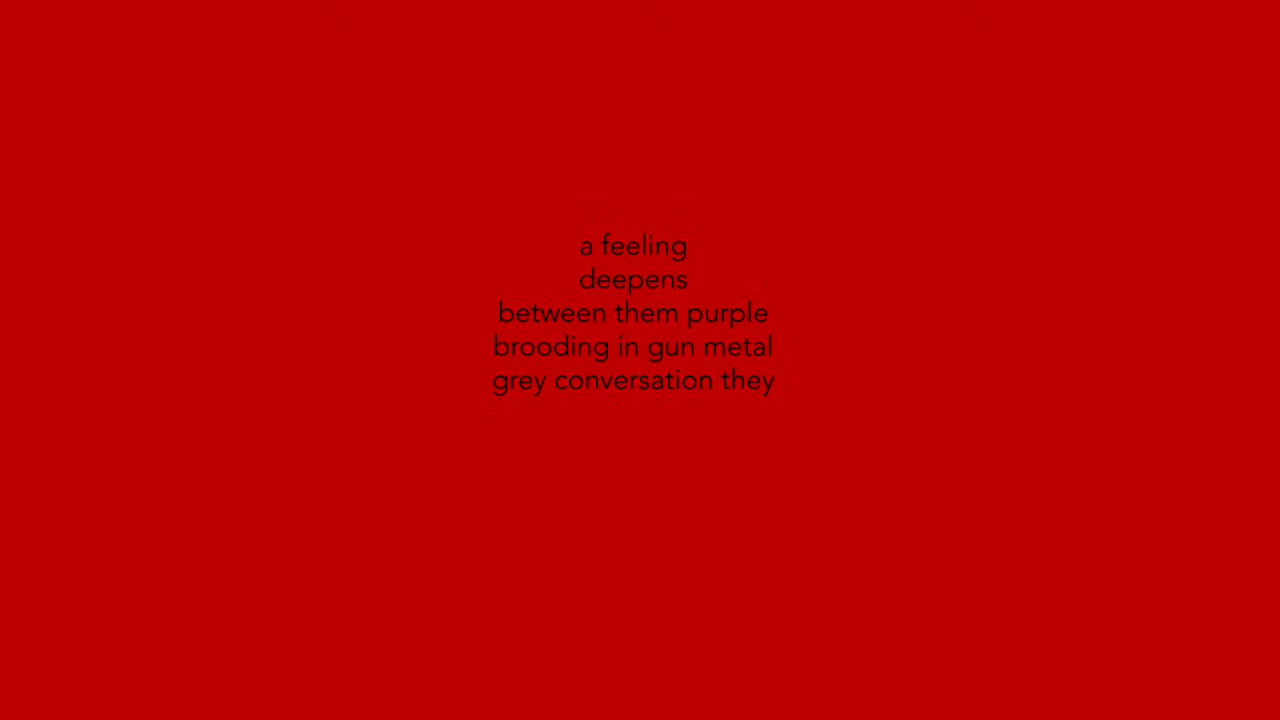 a feeling
deepens
between them purple
brooding in gun metal
grey conversation they